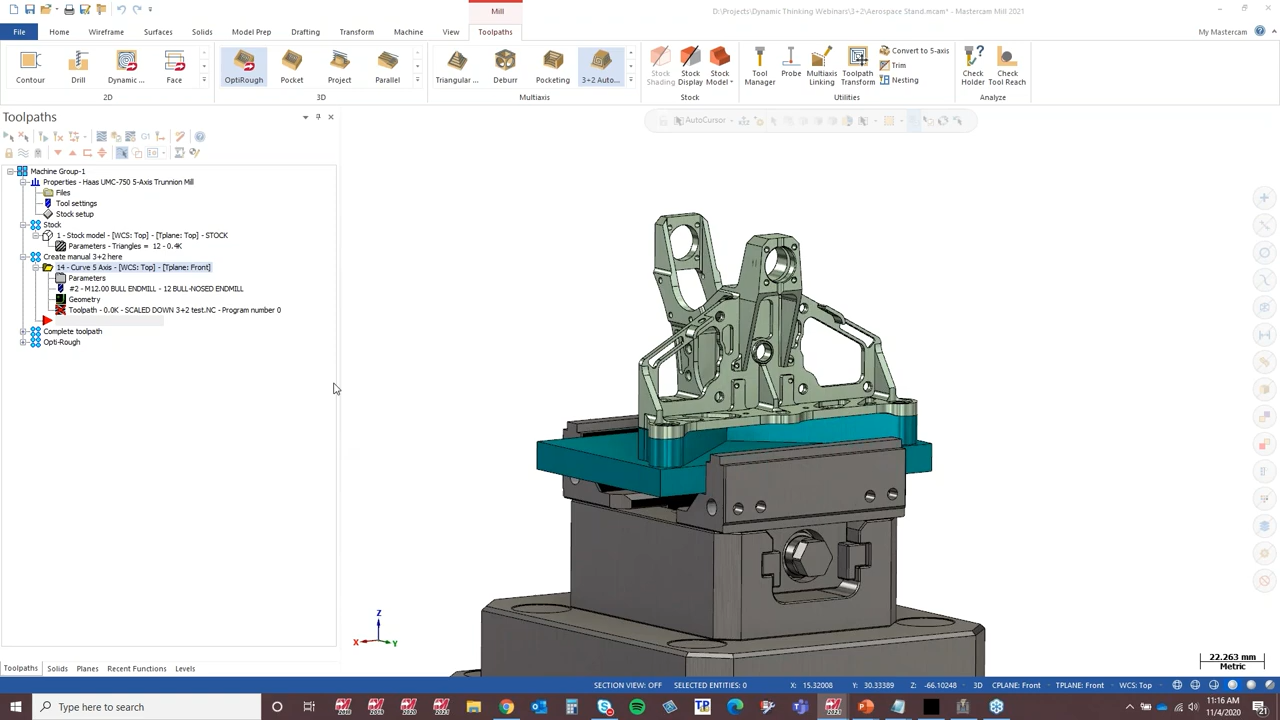 Mill
D:\Projects\Dynamic Thinking Webinars\3+2\Aerospace Stand.mcam* - Mastercam Mill 2021
File Home Wireframe Surfaces Solids Model Prep Drafting Transform Machine View Toolpaths My Mastercam
Contour Drill Dynamic ... Face OptiRough Pocket Project Parallel Triangular ... Deburr Pocketing 3+2 Auto... Stock Shading Stock Display Stock Model Tool Manager Probe Multiaxis Linking Toolpath Transform Convert to 5-axis Trim Nesting Check Holder Check Tool Reach
2D 3D Multiaxis Stock Utilities Analyze
Toolpaths
AutoCursor
G1
Machine Group-1
Properties - Haas UMC-750 5-Axis Trunnion Mill
Files
Tool settings
Stock setup
Stock
1 - Stock model - [WCS: Top] - [Tplane: Top] - STOCK
Parameters - Triangles = 12 - 0.4K
Create manual 3+2 here
14 - Curve 5 Axis - [WCS: Top] - [Tplane: Front]
Parameters
#2 - M12.00 BULL ENDMILL - 12 BULL-NOSED ENDMILL
Geometry
Toolpath - 0.0K - SCALED DOWN 3+2 test.NC - Program number 0
Complete toolpath
Opti-Rough
Z
X
Y
22.263 mm
Metric
Toolpaths Solids Planes Recent Functions Levels
SECTION VIEW: OFF SELECTED ENTITIES: 0 X: 15.32008 Y: 30.33389 Z: -66.10248 3D CPLANE: Front TPLANE: Front WCS: Top
Type here to search
2018 2019 2020 2021 TP 2021
11:16 AM
11/4/2020